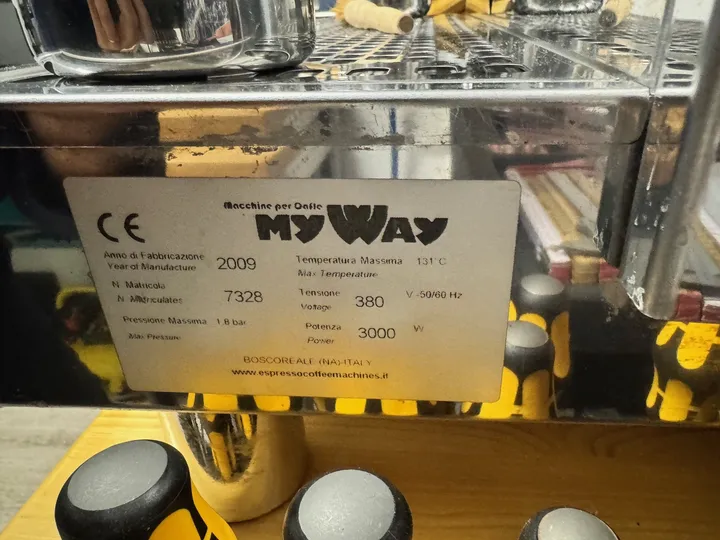 Macchine per Caffe
CE
MY WAY
Anno di Fabbricazione
Year of Manufacture
2009
Temperatura Massima 131°C
Max Temperature
N. Matricola
N. Matriculates
7328
Tensione
Voltage
380
V -50/60 Hz
Pressione Massima 1.8 bar
Max Pressure
Potenza
Power
3000
W
BOSCOREALE (NA)-ITALY
www.espressocoffeemachines.it